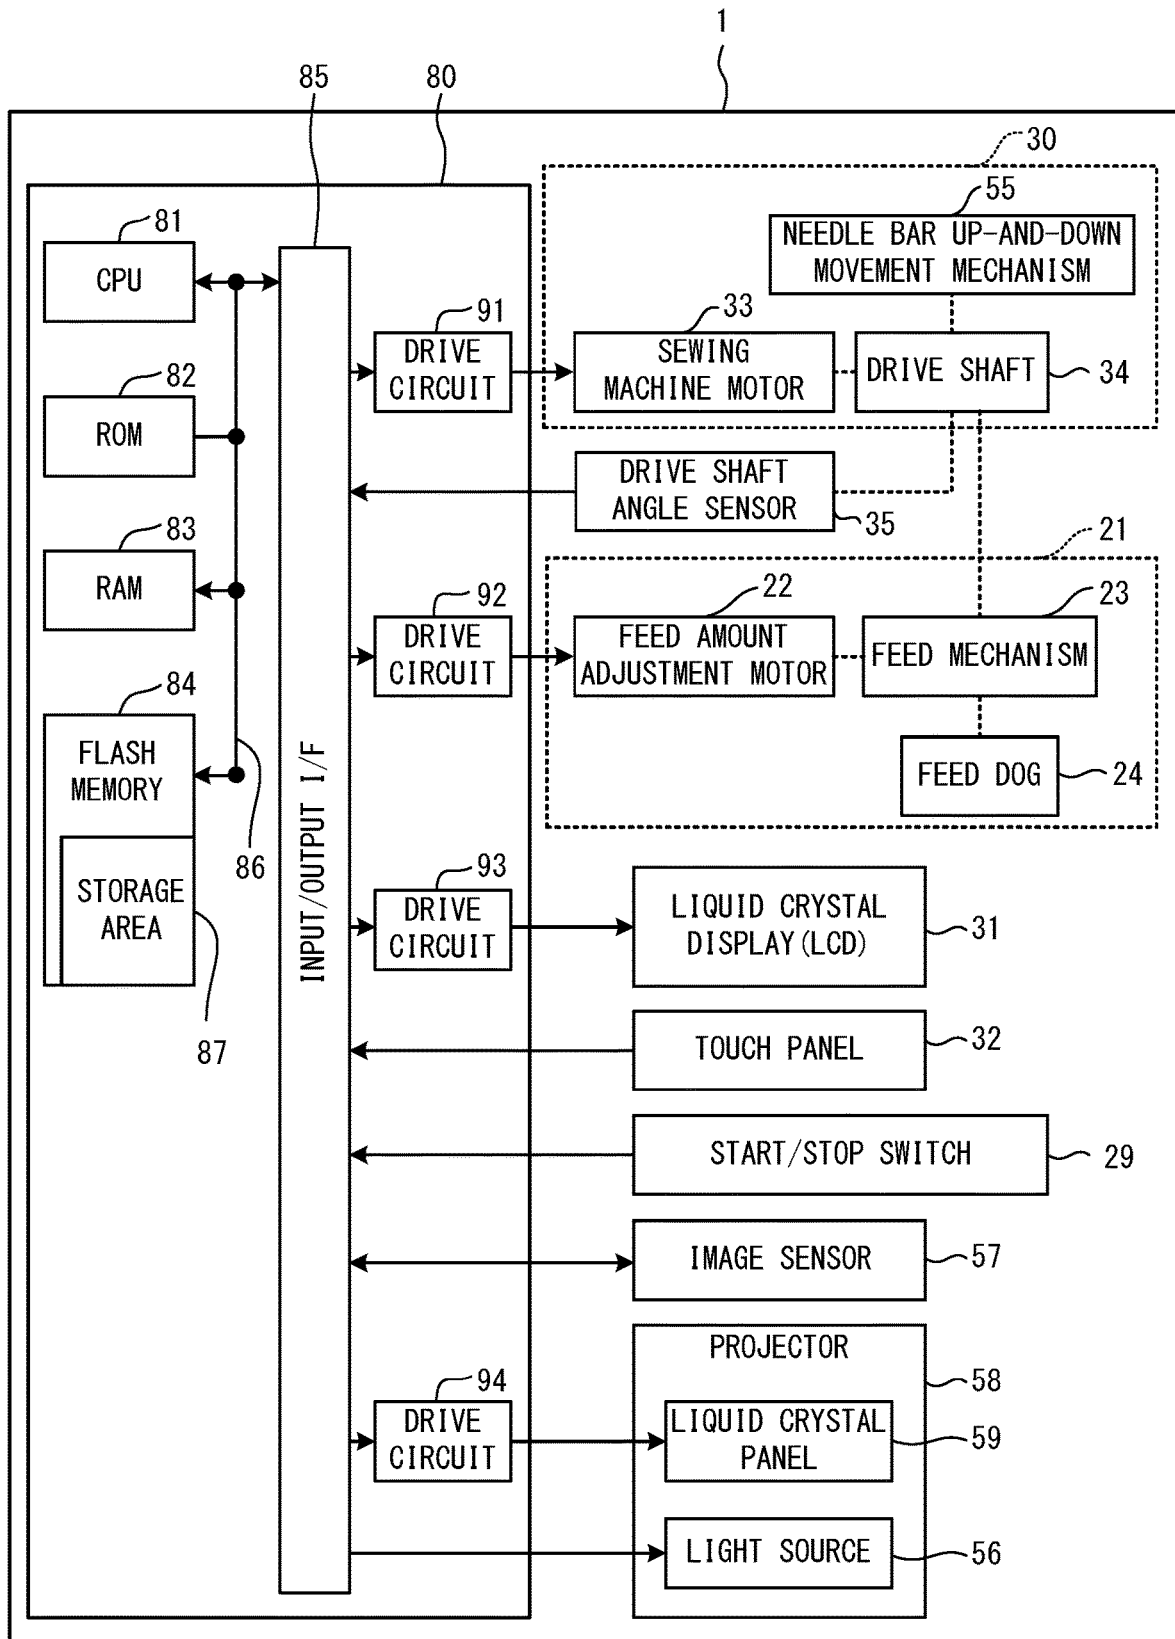 1
85
80
30
81
CPU
55
NEEDLE BAR UP-AND-DOWN
MOVEMENT MECHANISM
91
DRIVE
CIRCUIT
33
SEWING
MACHINE MOTOR
DRIVE SHAFT
34
82
ROM
DRIVE SHAFT
ANGLE SENSOR
35
83
RAM
21
92
DRIVE
CIRCUIT
22
FEED AMOUNT
ADJUSTMENT MOTOR
23
FEED MECHANISM
84
FLASH
MEMORY
FEED DOG
24
86
STORAGE
AREA
87
INPUT/OUTPUT I/F
93
DRIVE
CIRCUIT
LIQUID CRYSTAL
DISPLAY(LCD)
31
TOUCH PANEL
32
START/STOP SWITCH
29
IMAGE SENSOR
57
PROJECTOR
58
94
DRIVE
CIRCUIT
LIQUID CRYSTAL
PANEL
59
LIGHT SOURCE
56